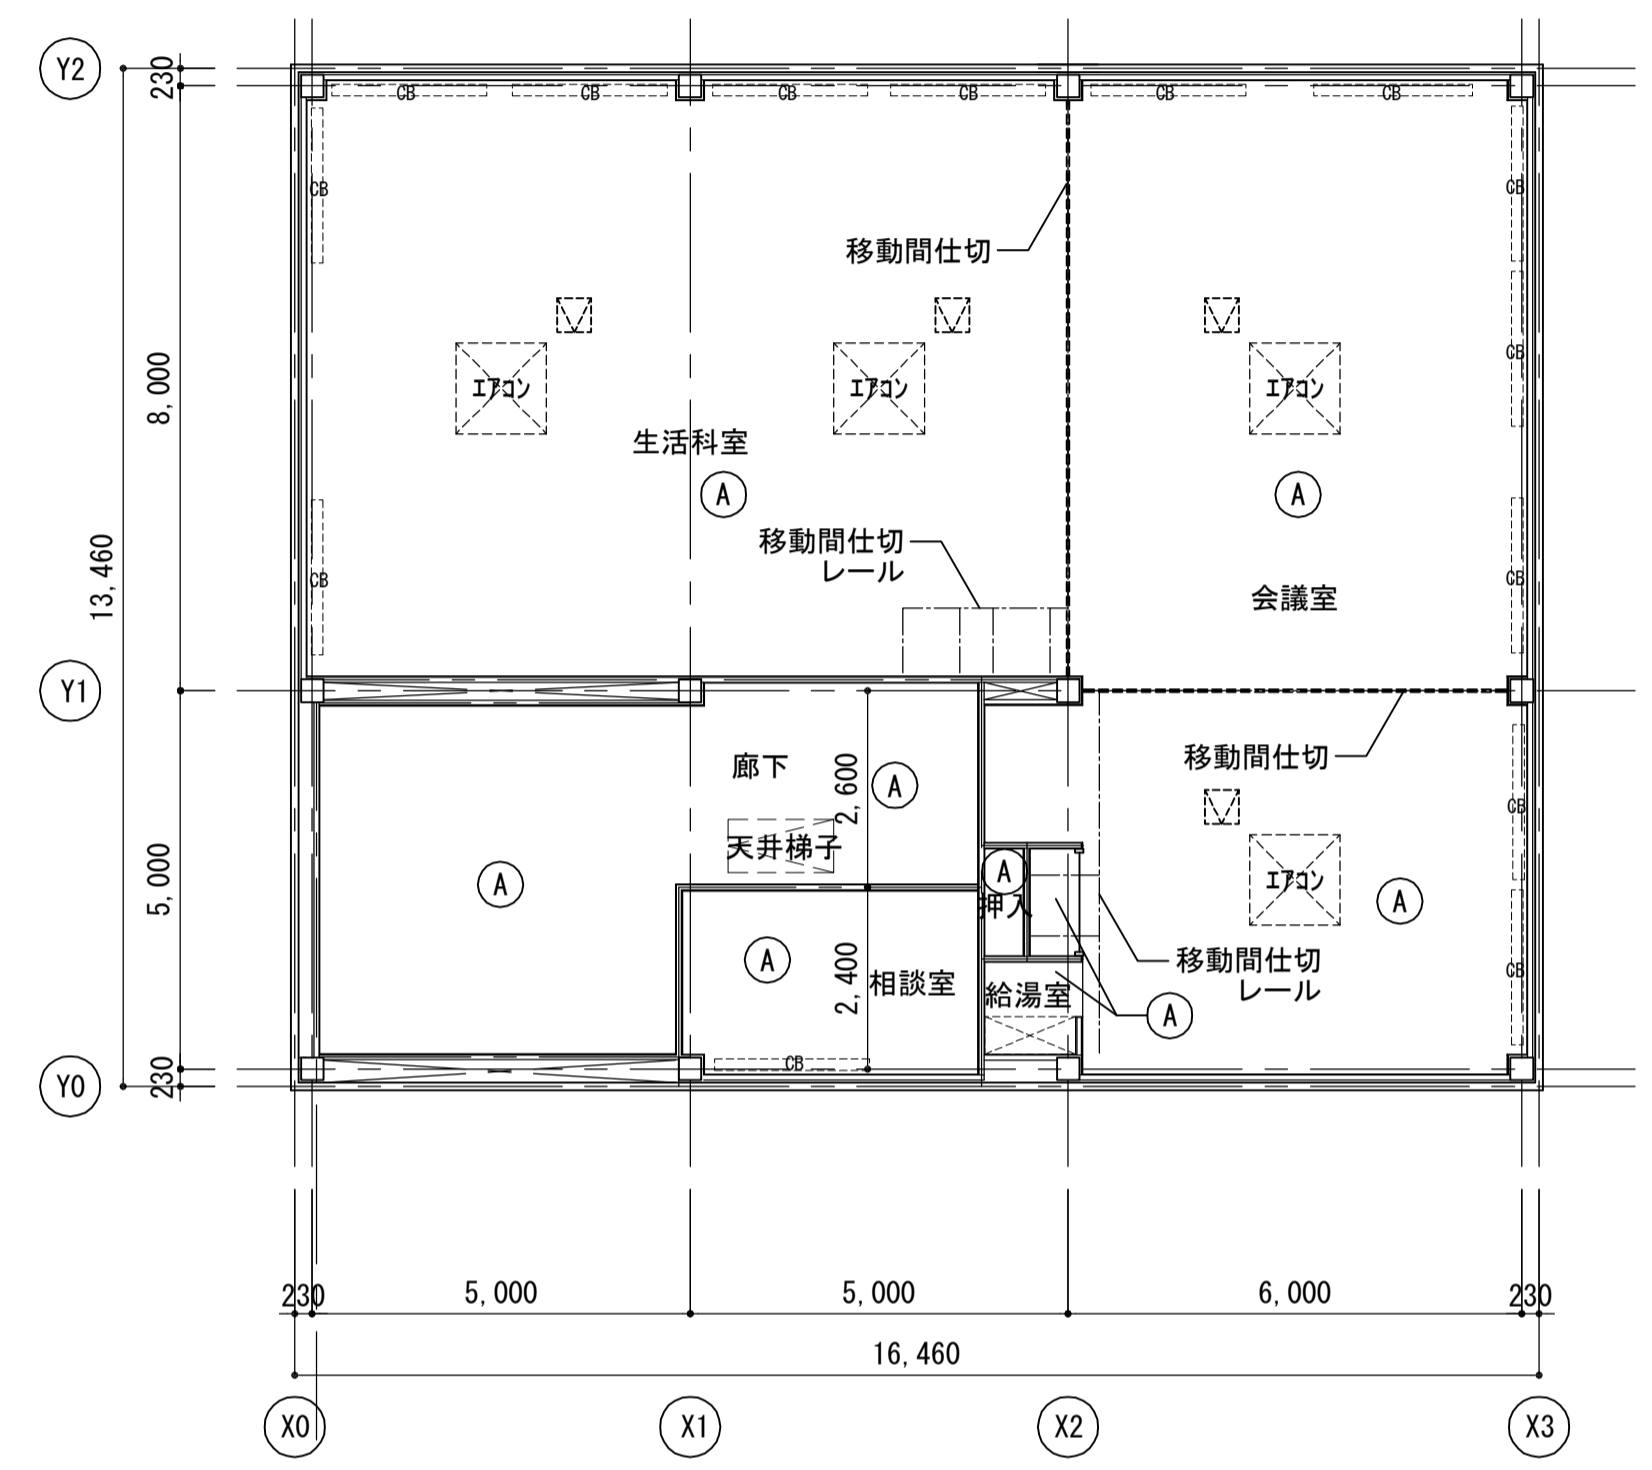 Y2
230
CB
CB
CB
CB
CB
CB
CB
CB
移動間仕切
エアコン
エアコン
エアコン
CB
8,000
生活科室
A
A
移動間仕切
レール
CB
CB
会議室
13,460
Y1
移動間仕切
廊下
2,600
A
CB
天井梯子
A
A
押入
エアコン
A
5,000
A
2,400
相談室
給湯室
移動間仕切
レール
CB
A
CB
230
Y0
230
5,000
5,000
6,000
230
16,460
X0
X1
X2
X3